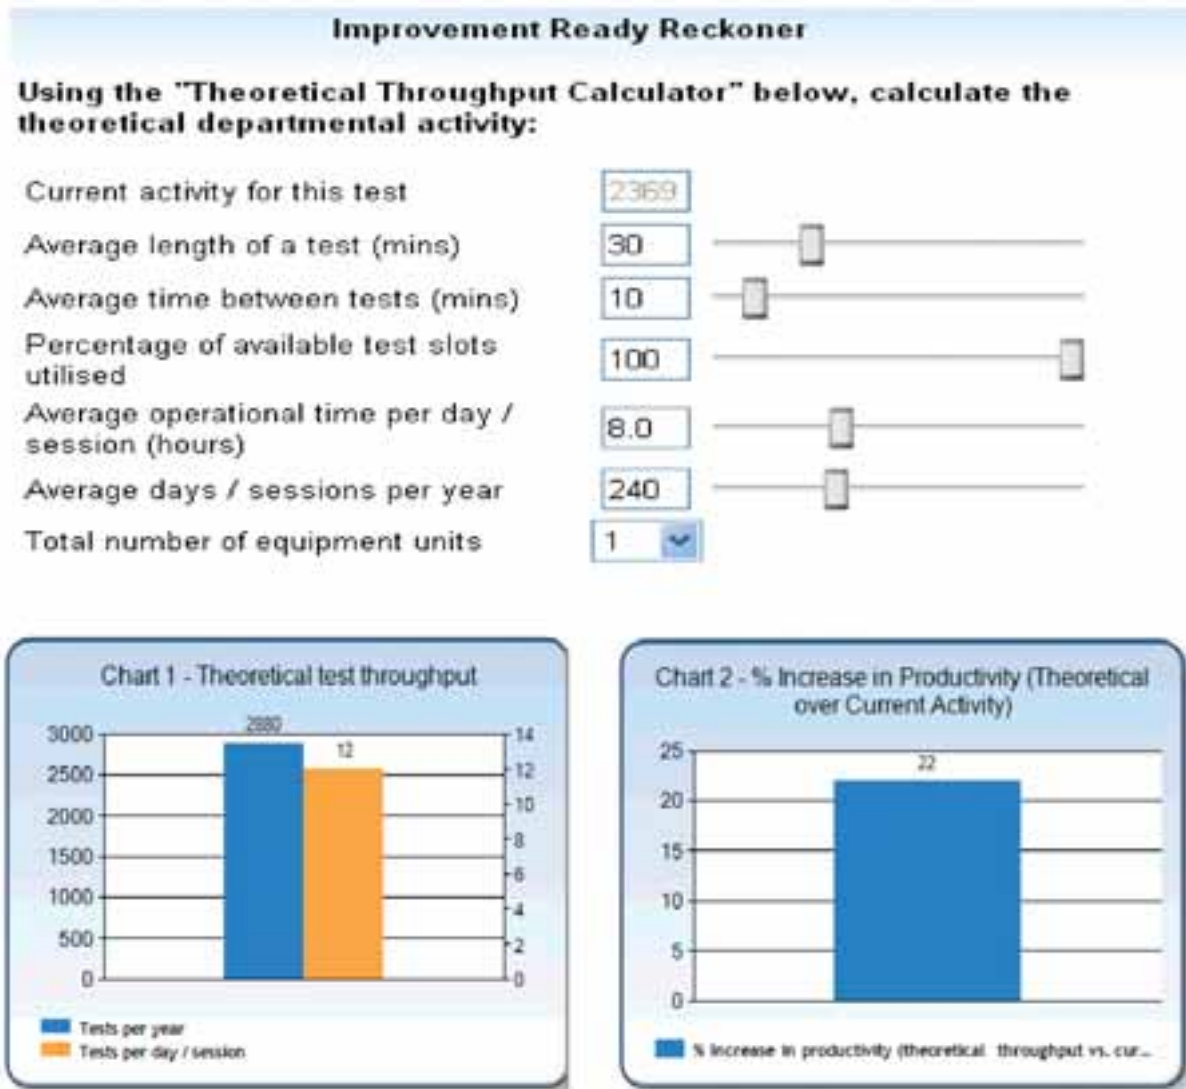 Improvement Ready Reckoner
Using the "Theoretical Throughput Calculator" below, calculate the
theoretical departmental activity:
Current activity for this test 2369
Average length of a test (mins) 30
Average time between tests (mins) 10
Percentage of available test slots
utilised 100
Average operational time per day /
session (hours) 8.0
Average days / sessions per year 240
Total number of equipment units 1
Chart 1 - Theoretical test throughput
2880
12
3000
2500
2000
1500
1000
500
0
14
12
10
8
6
4
2
0
Tests per year
Tests per day / session
Chart 2 - % Increase in Productivity (Theoretical
over Current Activity)
22
25
20
15
10
5
0
% Increase in productivity (theoretical throughput vs. cur...